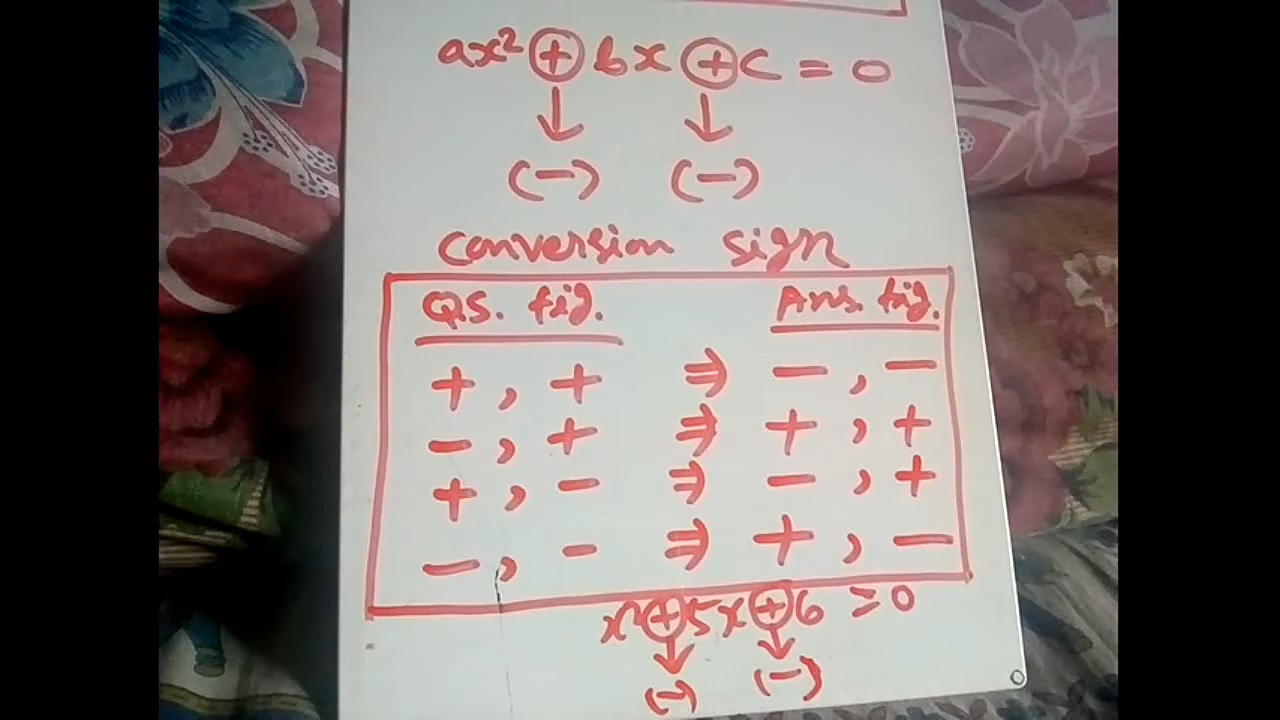 ax² + bx + c = 0
↓ ↓
(-) (-)
Conversion sign
Qs. fig. Ans. fig.
+ , + ⇒ - , -
- , + ⇒ + , +
+ , - ⇒ - , +
- , - ⇒ + , -
x² + 5x + 6 = 0
↓ ↓
(-) (-)